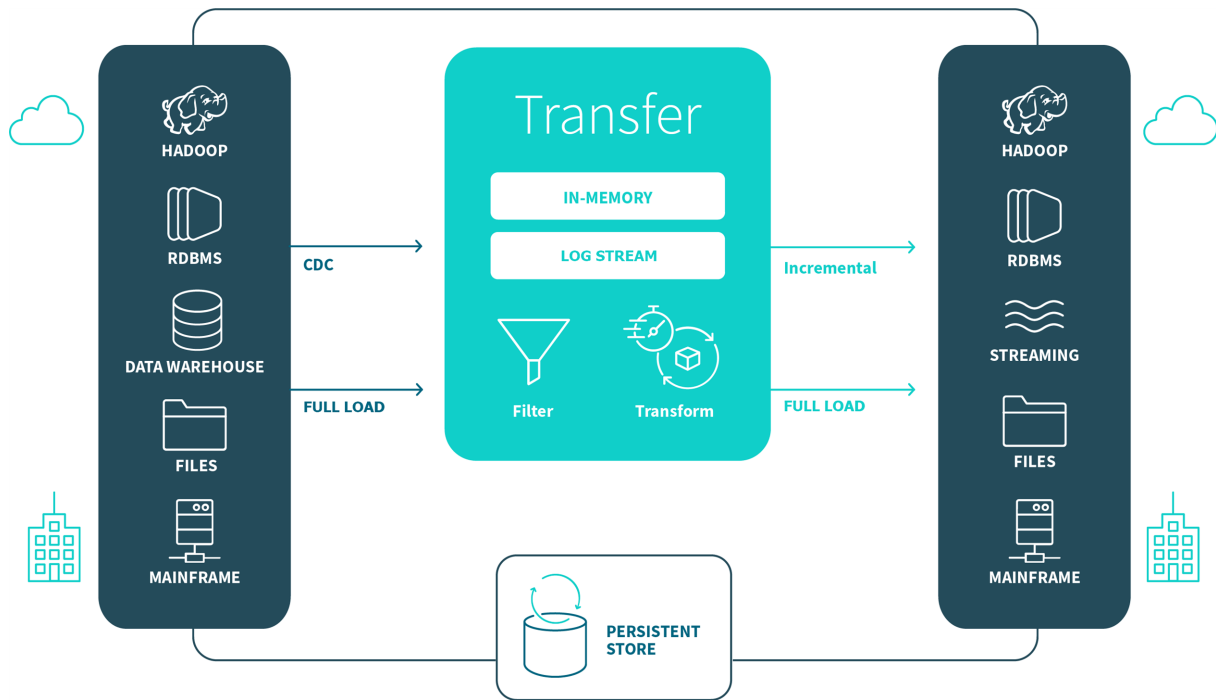 HADOOP
RDBMS
DATA WAREHOUSE
FILES
MAINFRAME
CDC
FULL LOAD
Transfer
IN-MEMORY
LOG STREAM
Filter
Transform
Incremental
FULL LOAD
HADOOP
RDBMS
STREAMING
FILES
MAINFRAME
PERSISTENT
STORE